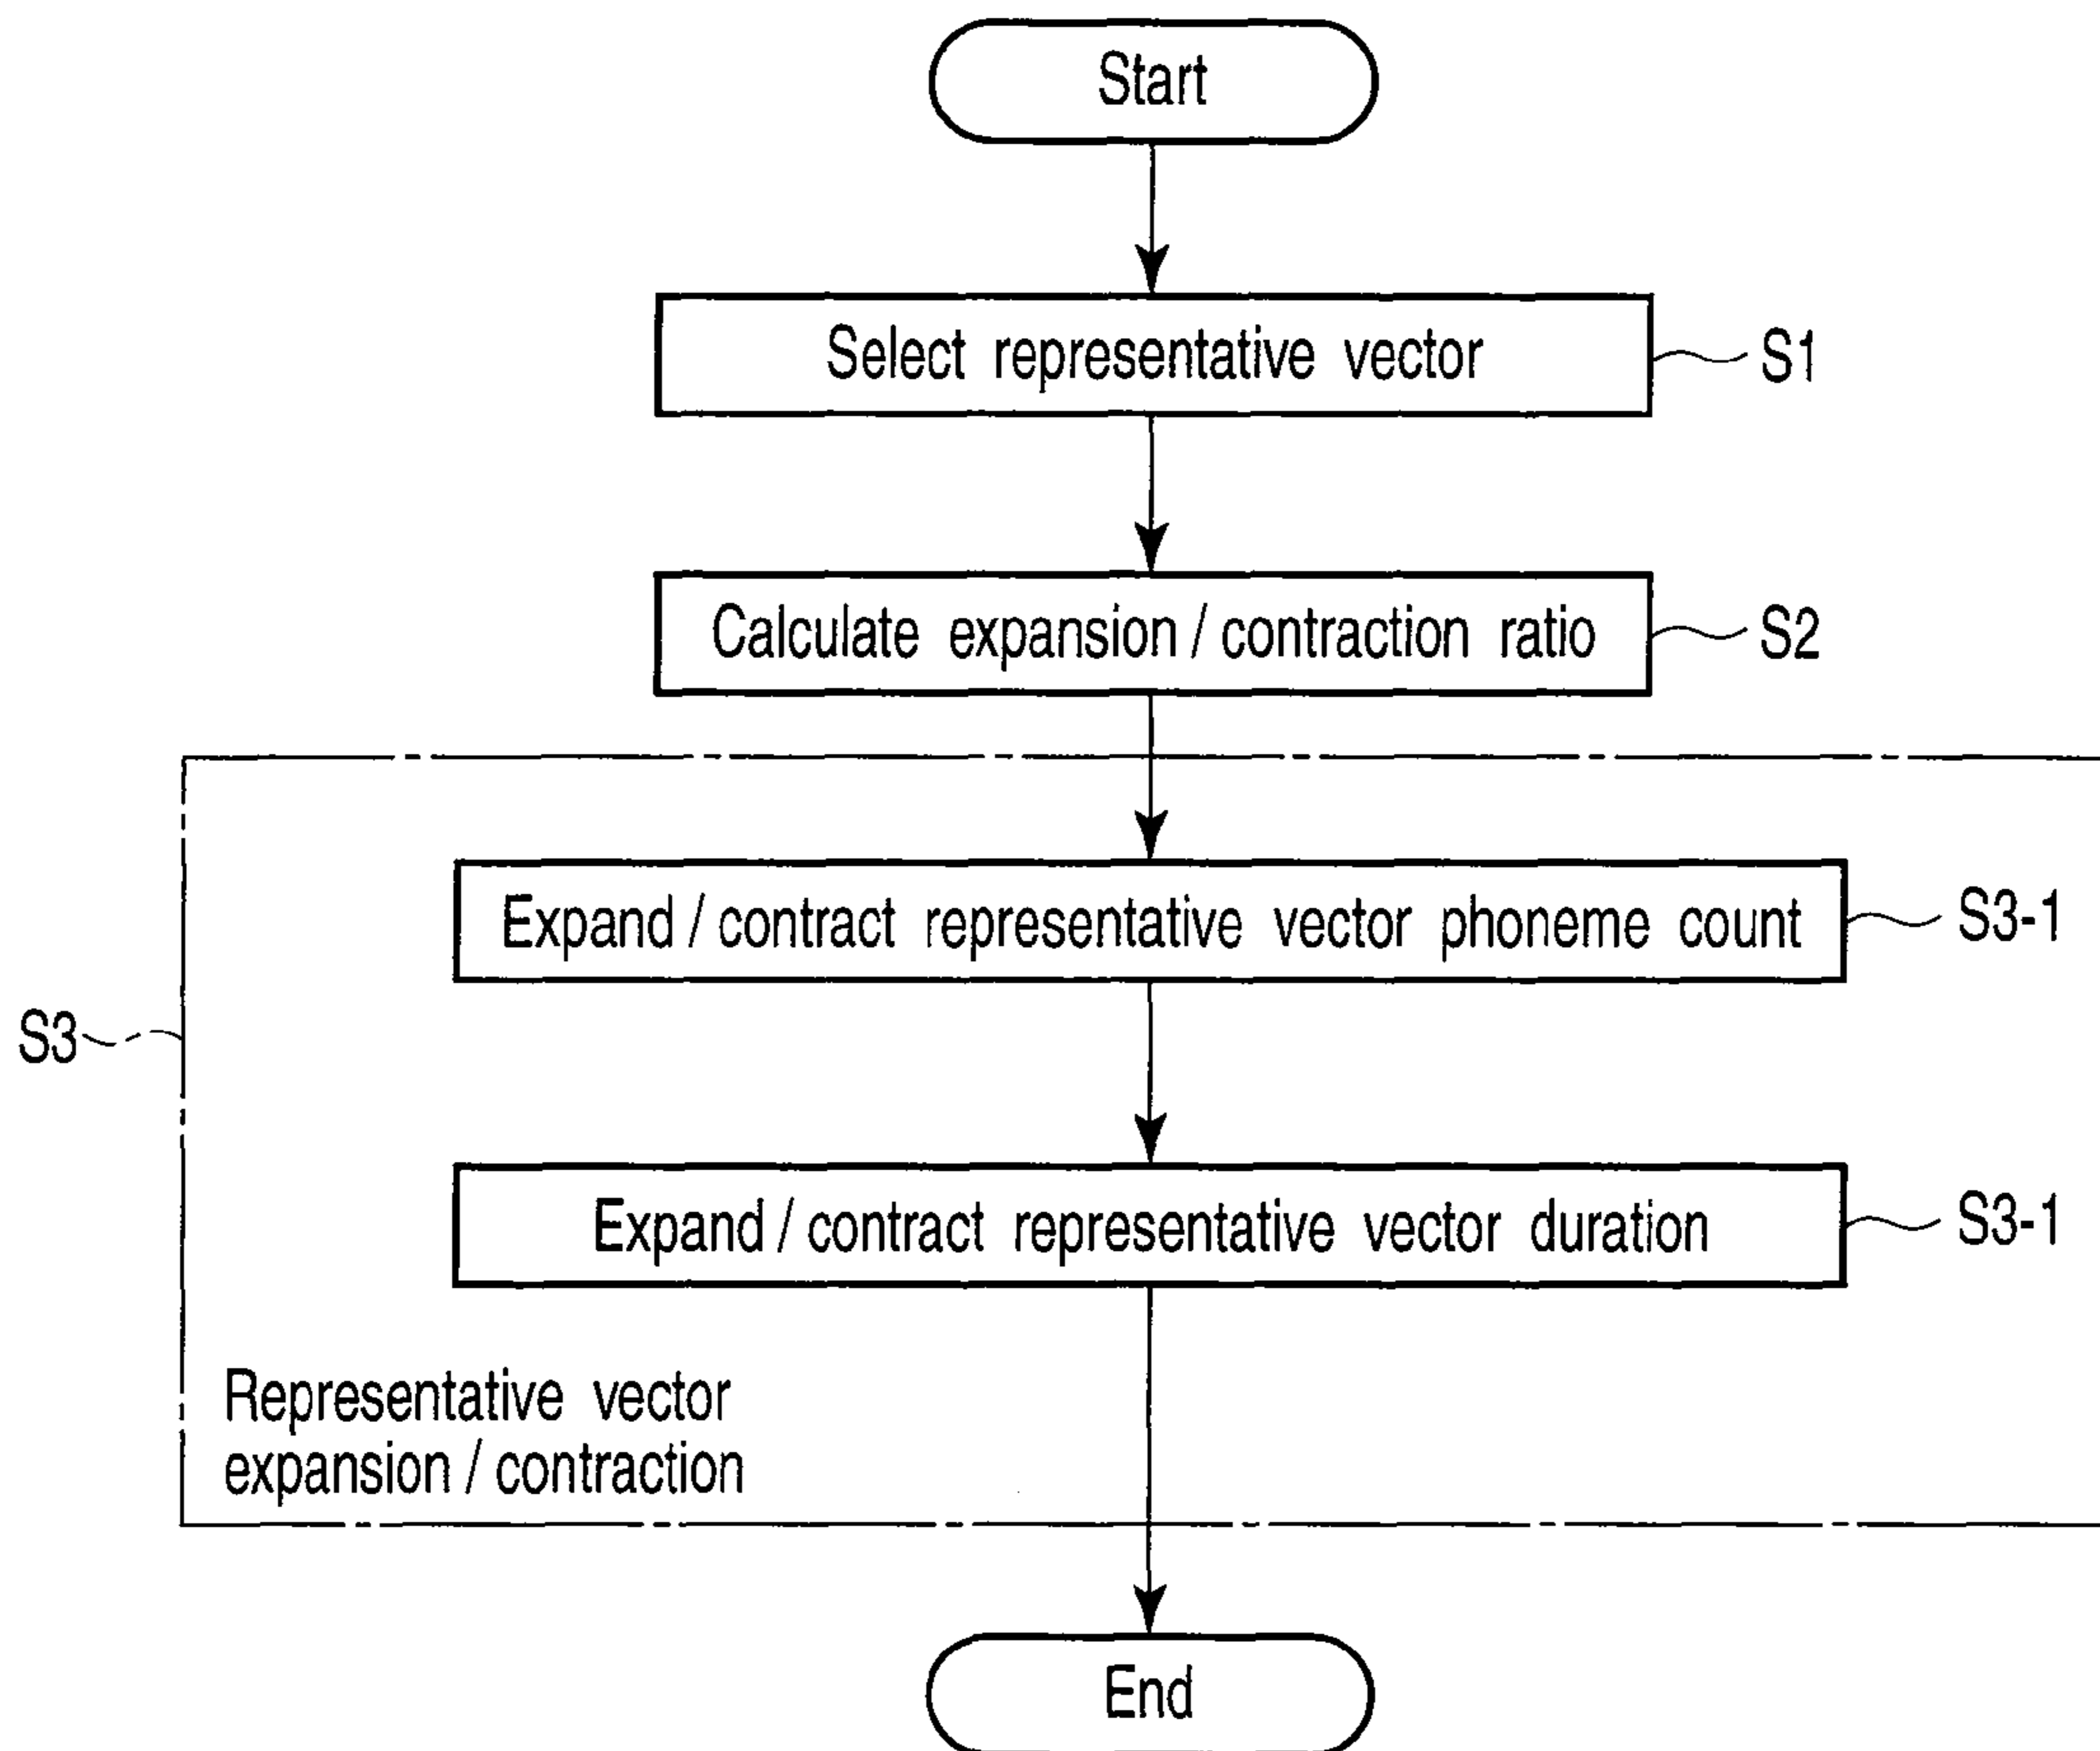 Start
Select representative vector
S1
Calculate expansion / contraction ratio
S2
Expand / contract representative vector phoneme count
S3-1
S3
Expand / contract representative vector duration
S3-1
Representative vector
expansion / contraction
End